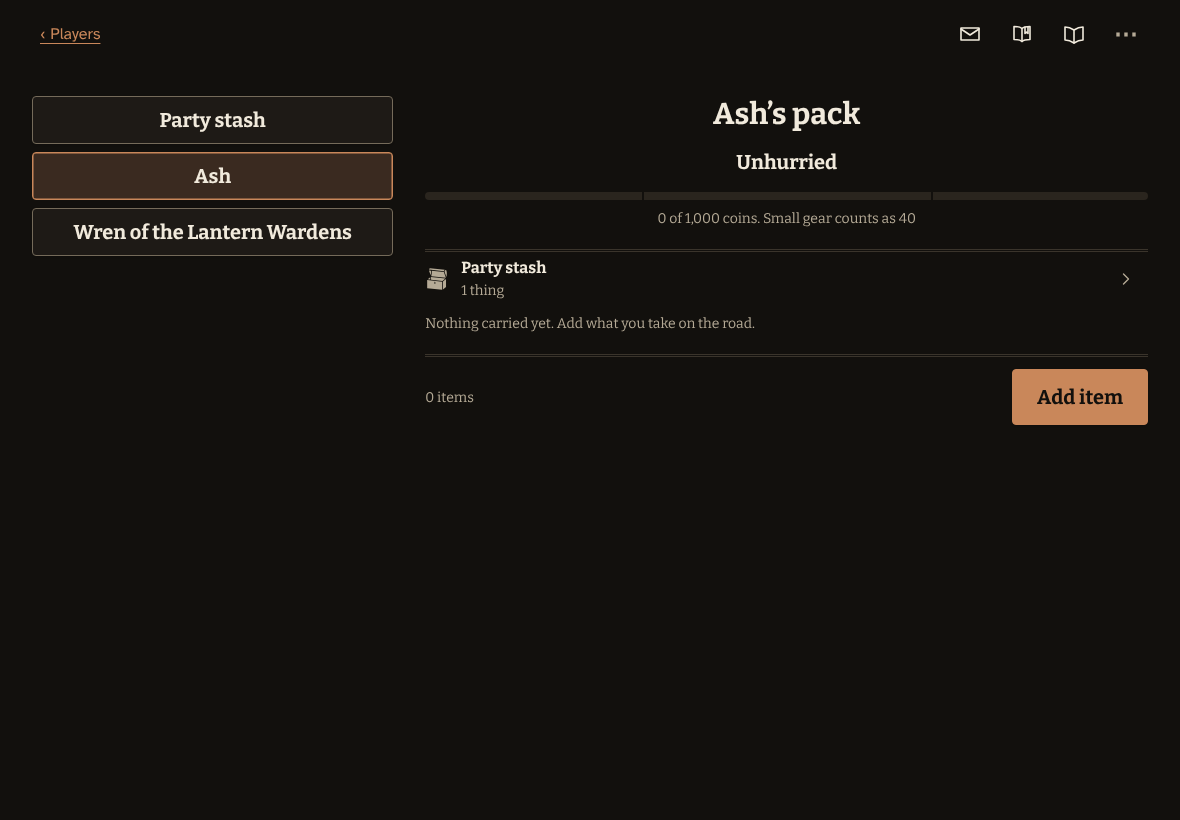 ‹ Players
Party stash
Ash
Wren of the Lantern Wardens
Ash’s pack
Unhurried
0 of 1,000 coins. Small gear counts as 40
Party stash
1 thing
Nothing carried yet. Add what you take on the road.
0 items
Add item